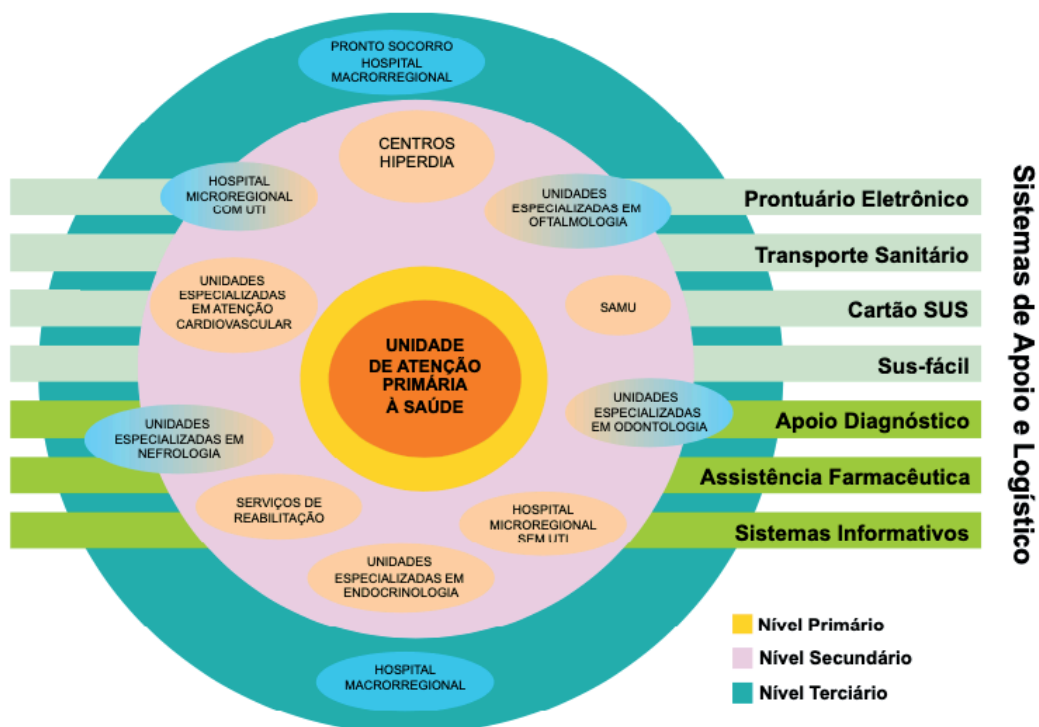 PRONTO SOCORRO
HOSPITAL
MACRORREGIONAL
CENTROS
HIPERDIA
HOSPITAL
MICROREGIONAL
COM UTI
UNIDADES
ESPECIALIZADAS EM
OFTALMOLOGIA
UNIDADES
ESPECIALIZADAS
EM ATENÇÃO
CARDIOVASCULAR
SAMU
UNIDADE
DE ATENÇÃO
PRIMÁRIA
À SAÚDE
UNIDADES
ESPECIALIZADAS EM
NEFROLOGIA
UNIDADES
ESPECIALIZADAS
EM ODONTOLOGIA
SERVIÇOS DE
REABILITAÇÃO
HOSPITAL
MICROREGIONAL
SEM UTI
UNIDADES
ESPECIALIZADAS EM
ENDOCRINOLOGIA
HOSPITAL
MACRORREGIONAL
Prontuário Eletrônico
Transporte Sanitário
Cartão SUS
Sus-fácil
Apoio Diagnóstico
Assistência Farmacêutica
Sistemas Informativos
Sistemas de Apoio e Logístico
Nível Primário
Nível Secundário
Nível Terciário